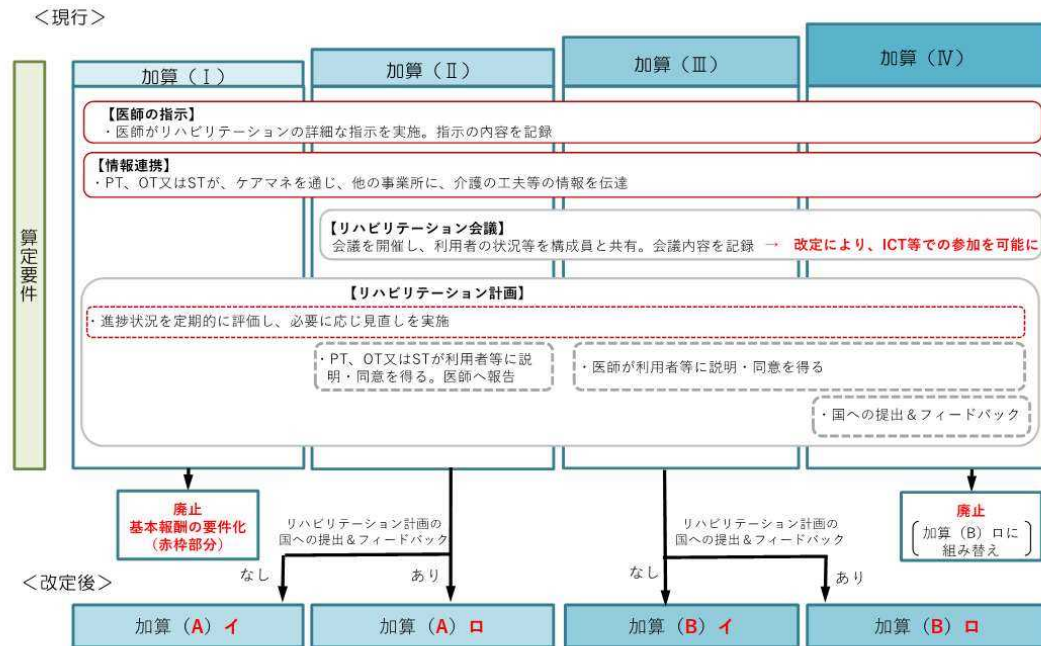 ＜現行＞
加算（Ⅰ）
加算（Ⅱ）
加算（Ⅲ）
加算（Ⅳ）
算定要件
【医師の指示】
・医師がリハビリテーションの詳細な指示を実施。指示の内容を記録
【情報連携】
・PT、OT又はSTが、ケアマネを通じ、他の事業所に、介護の工夫等の情報を伝達
【リハビリテーション会議】
会議を開催し、利用者の状況等を構成員と共有。会議内容を記録 → 改定により、ICT等での参加を可能に
【リハビリテーション計画】
・進捗状況を定期的に評価し、必要に応じ見直しを実施
・PT、OT又はSTが利用者等に説
明・同意を得る。医師へ報告
・医師が利用者等に説明・同意を得る
・国への提出＆フィードバック
廃止
基本報酬の要件化
（赤枠部分）
リハビリテーション計画の
国への提出＆フィードバック
なし
あり
リハビリテーション計画の
国への提出＆フィードバック
なし
あり
廃止
加算（B）ロに
組み替え
＜改定後＞
加算（A）イ
加算（A）ロ
加算（B）イ
加算（B）ロ